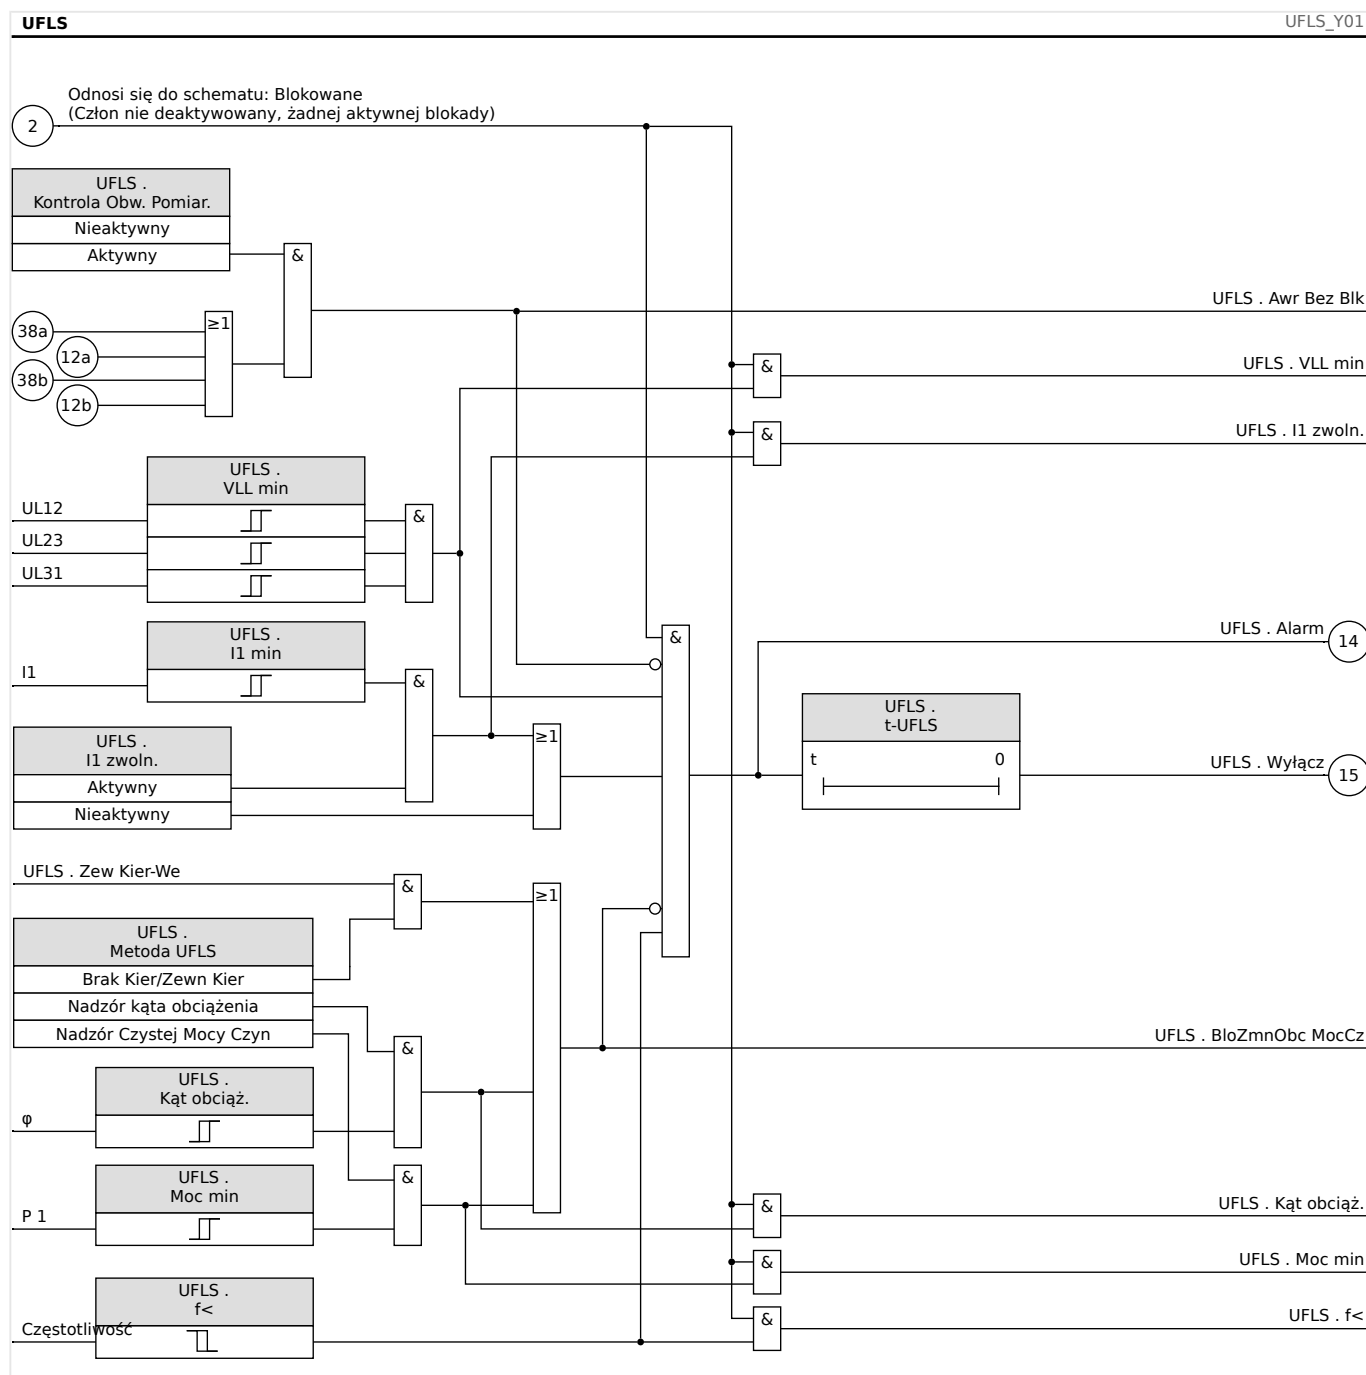 UFLS
UFLS_Y01
Odnosi się do schematu: Blokowane
(Człon nie deaktywowany, żadnej aktywnej blokady)
2
UFLS .
Kontrola Obw. Pomiar.
Nieaktywny
Aktywny
&
UFLS . Awr Bez Blk
38a
12a
38b
12b
≥1
&
UFLS . VLL min
&
UFLS . I1 zwoln.
UFLS .
VLL min
UL12
UL23
UL31
&
UFLS .
I1 min
I1
&
&
UFLS . Alarm
14
UFLS .
t-UFLS
t
0
UFLS . Wyłącz
15
UFLS .
I1 zwoln.
Aktywny
Nieaktywny
≥1
UFLS . Zew Kier-We
&
≥1
UFLS .
Metoda UFLS
Brak Kier/Zewn Kier
Nadzór kąta obciążenia
Nadzór Czystej Mocy Czyn
&
UFLS . BloZmnObc MocCz
UFLS .
Kąt obciąż.
φ
UFLS .
Moc min
P 1
&
&
UFLS . Kąt obciąż.
&
UFLS . Moc min
UFLS .
f<
Częstotliwość
&
UFLS . f<